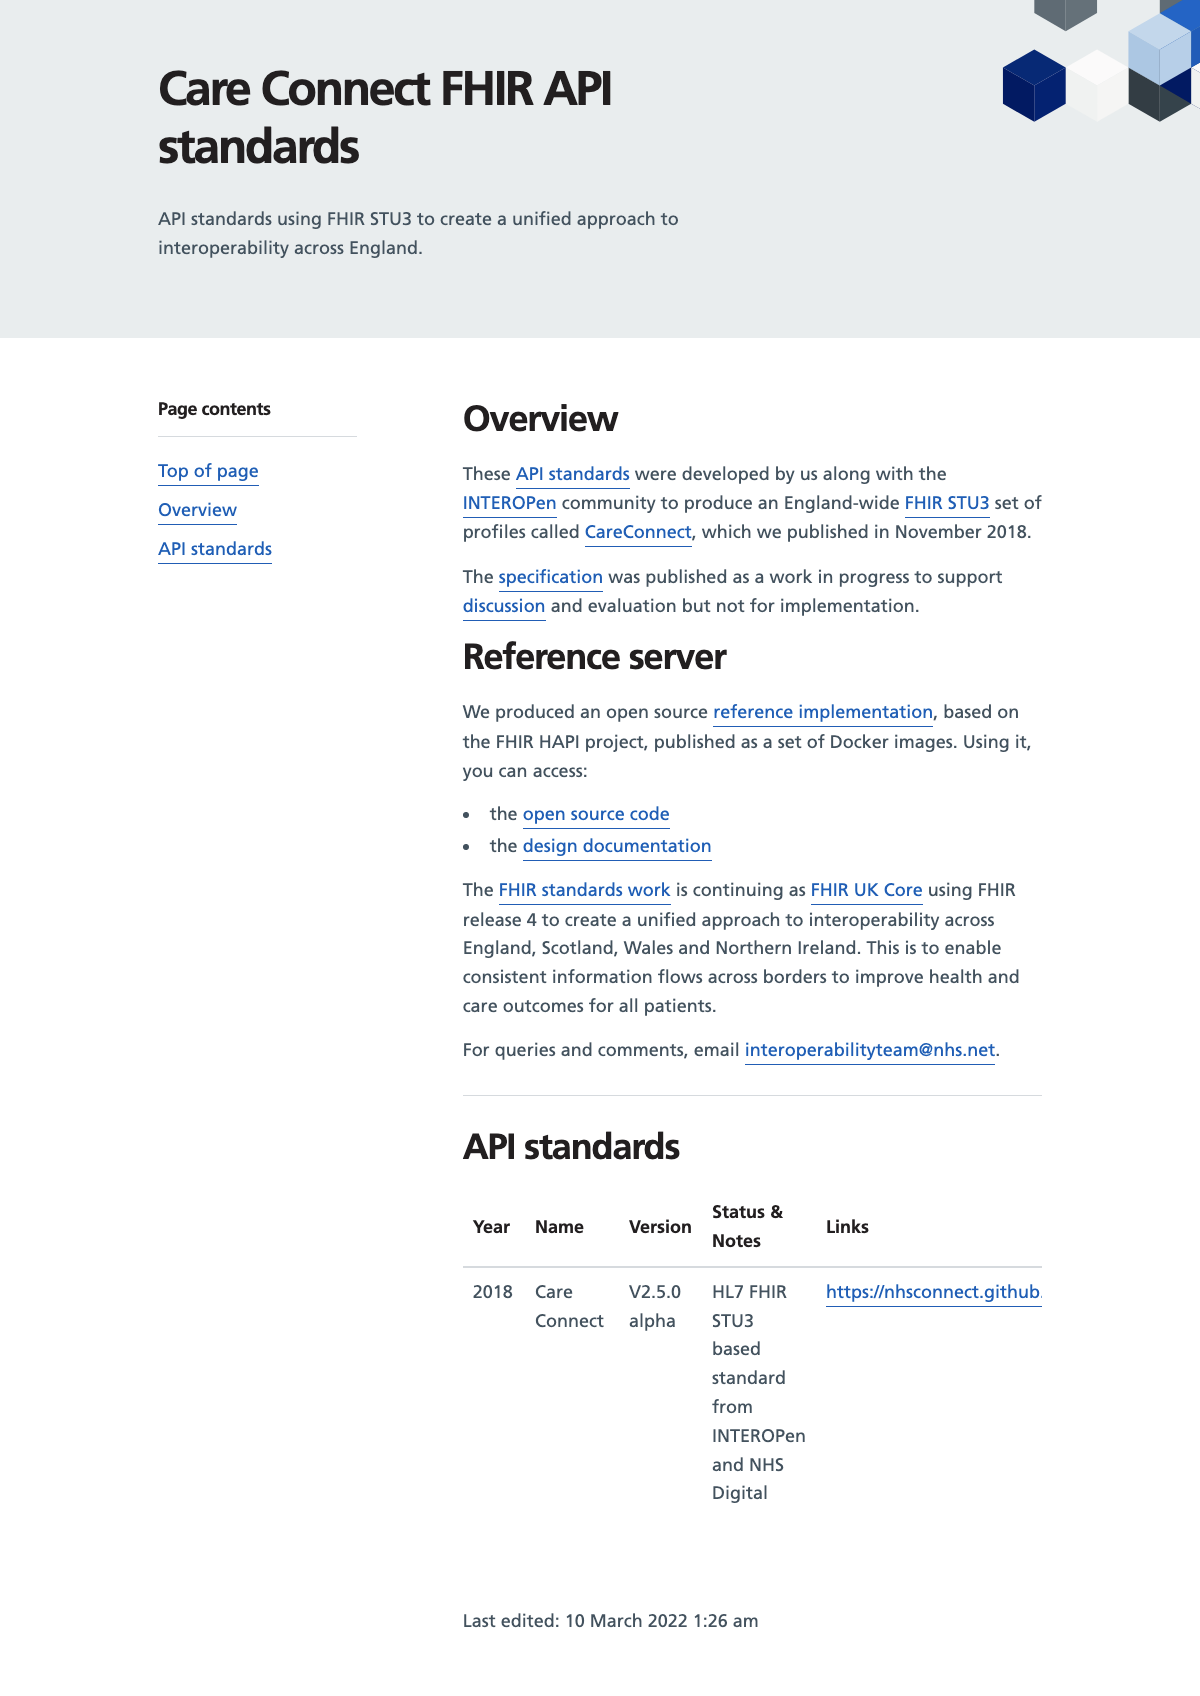 Care Connect FHIR API
standards
API standards using FHIR STU3 to create a unified approach to
interoperability across England.
Page contents
Top of page
Overview
API standards
Overview
These API standards were developed by us along with the
INTEROPen community to produce an England-wide FHIR STU3 set of
profiles called CareConnect, which we published in November 2018.
The specification was published as a work in progress to support
discussion and evaluation but not for implementation.
Reference server
We produced an open source reference implementation, based on
the FHIR HAPI project, published as a set of Docker images. Using it,
you can access:
• the open source code
• the design documentation
The FHIR standards work is continuing as FHIR UK Core using FHIR
release 4 to create a unified approach to interoperability across
England, Scotland, Wales and Northern Ireland. This is to enable
consistent information flows across borders to improve health and
care outcomes for all patients.
For queries and comments, email interoperabilityteam@nhs.net.
API standards
Year Name Version Status & Notes Links
2018 Care Connect V2.5.0 alpha HL7 FHIR STU3 based standard from INTEROPen and NHS Digital https://nhsconnect.github.
Last edited: 10 March 2022 1:26 am